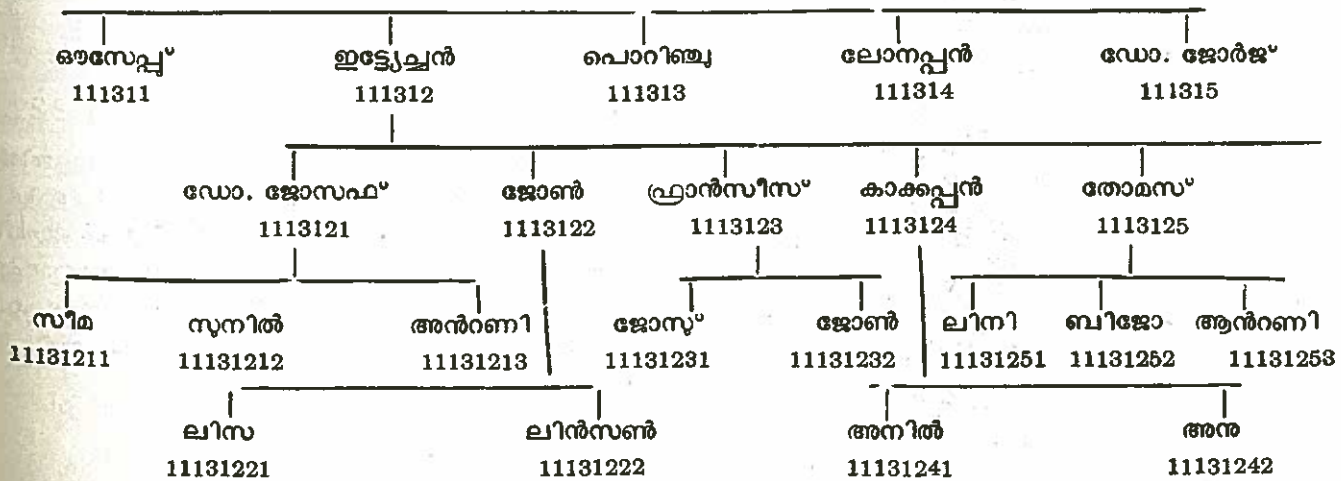 ഔസേപ്പ് ഇട്ട്യേച്ചൻ പൊറിഞ്ചു ലോനപ്പൻ ഡോ. ജോർജ്
111311 111312 111313 111314 111315
ഡോ. ജോസഫ് ജോൺ ഫ്രാൻസീസ് കാക്കപ്പൻ തോമസ്
1113121 1113122 1113123 1113124 1113125
സീമ സുനിൽ അൻറണി ജോസ് ജോൺ ലിനി ബിജോ ആൻറണി
11131211 11131212 11131213 11131231 11131232 11131251 11131252 11131253
ലിസ ലിൻസൺ അനിൽ അനു
11131221 11131222 11131241 11131242